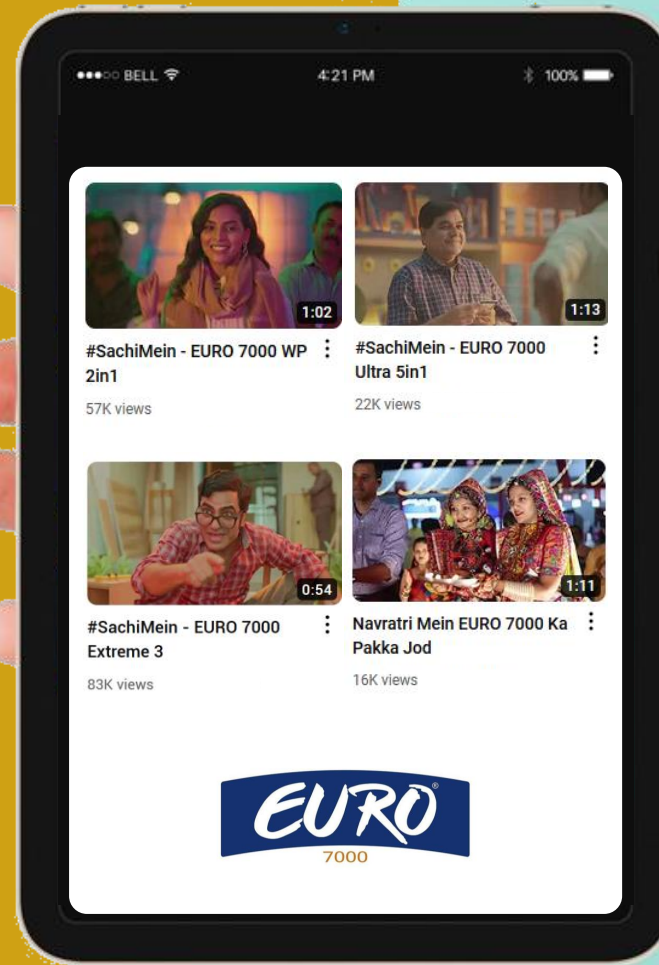 BELL 4:21 PM 100%
1:02
1:13
#SachiMein - EURO 7000 WP
2in1
57K views
#SachiMein - EURO 7000
Ultra 5in1
22K views
0:54
1:11
#SachiMein - EURO 7000
Extreme 3
83K views
Navratri Mein EURO 7000 Ka
Pakka Jod
16K views
EURO®
7000